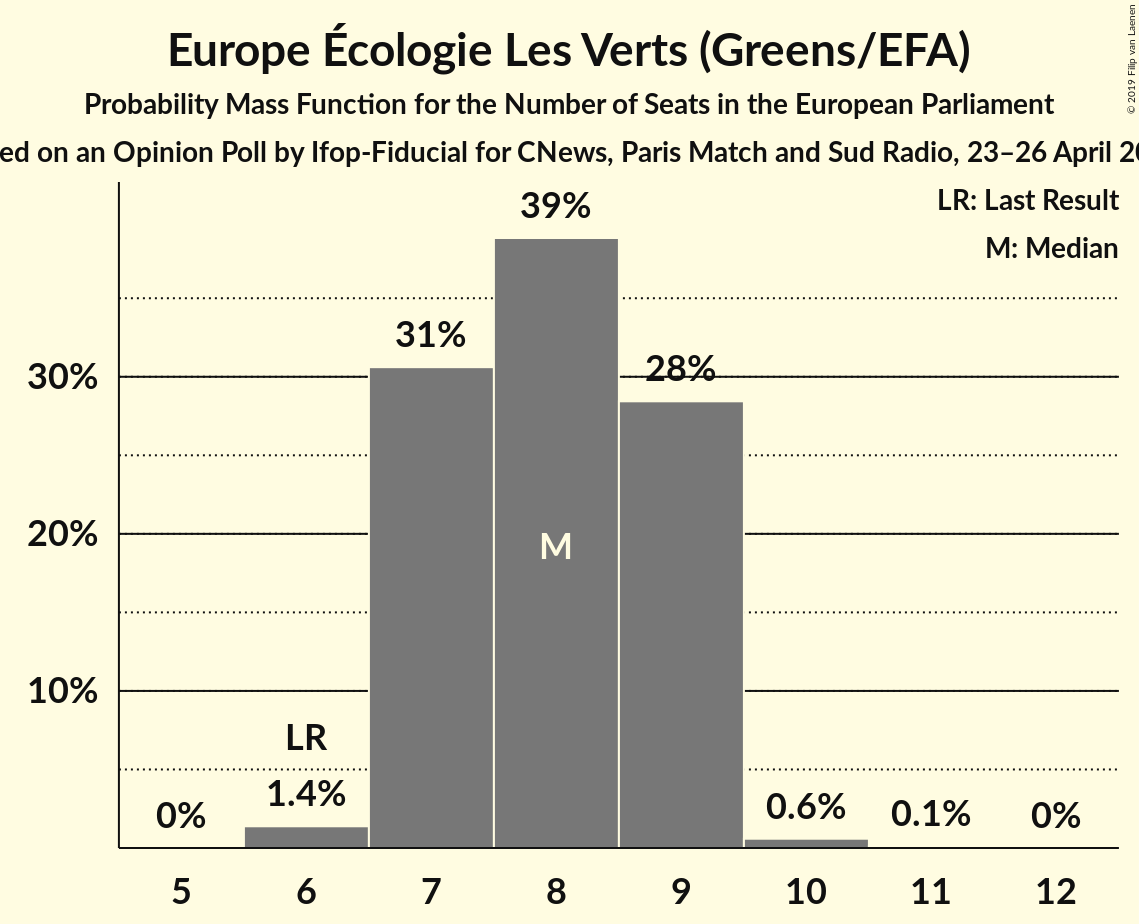 Europe Écologie Les Verts (Greens/EFA)
Probability Mass Function for the Number of Seats in the European Parliament
on an Opinion Poll by Ifop-Fiducial for CNews, Paris Match and Sud Radio, 23–26 April
© 2019 Filip van Laenen
LR: Last Result
M: Median
39%
31%
28%
30%
20%
10%
M
LR
0%
1.4%
0.6%
0.1%
0%
5 6 7 8 9 10 11 12